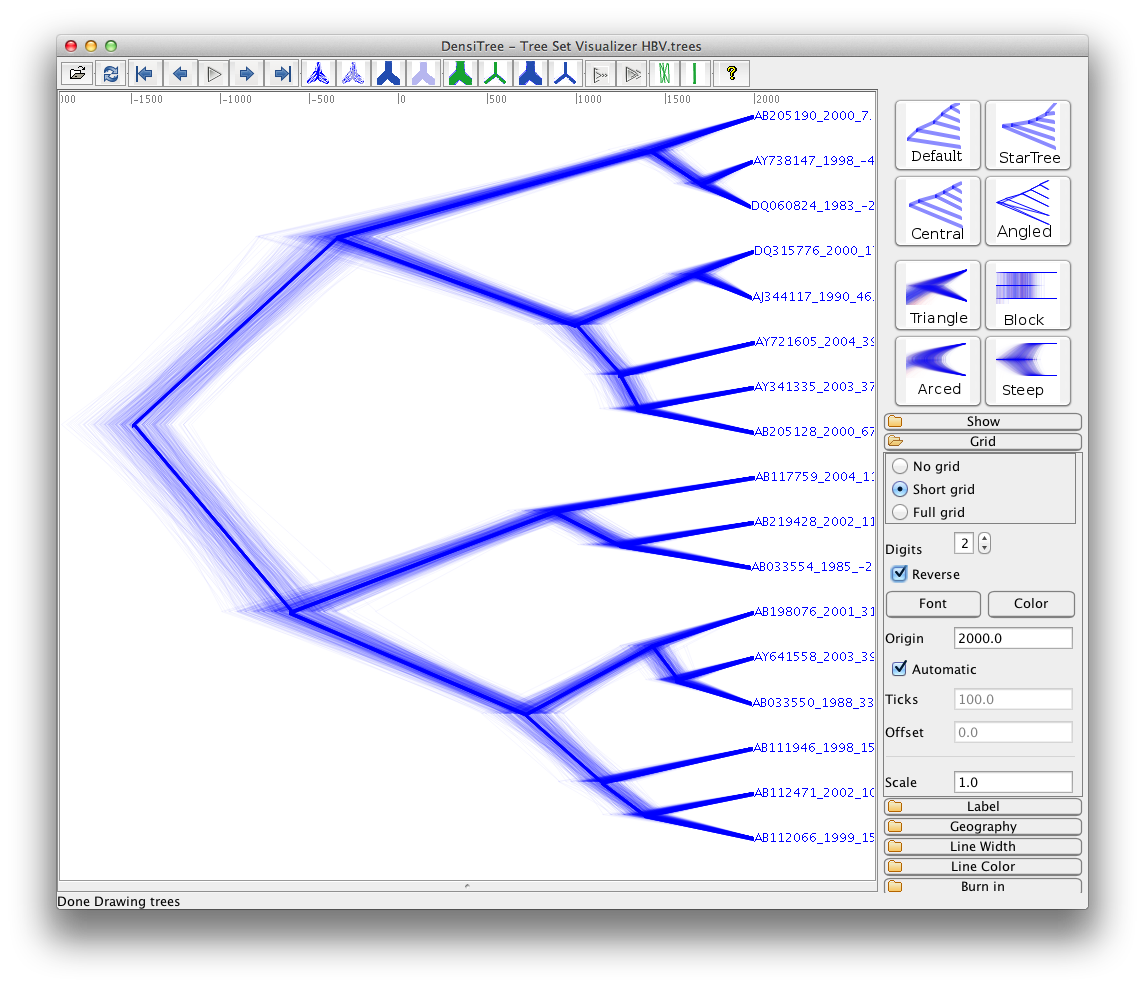 DensiTree – Tree Set Visualizer HBV.trees
?
000 -1500 -1000 -500 0 500 1000 1500 2000
AB205190_2000_7.
AY738147_1998_-4
DQ060824_1983_-2
DQ315776_2000_17
AJ344117_1990_46.
AY721605_2004_39
AY341335_2003_37
AB205128_2000_67
AB117759_2004_11
AB219428_2002_11
AB033554_1985_-2
AB198076_2001_31
AY641558_2003_39
AB033550_1988_33
AB111946_1998_15
AB112471_2002_10
AB112066_1999_15
Default StarTree
Central Angled
Triangle Block
Arced Steep
Show
Grid
No grid
Short grid
Full grid
Digits 2
Reverse
Font Color
Origin 2000.0
Automatic
Ticks 100.0
Offset 0.0
Scale 1.0
Label
Geography
Line Width
Line Color
Burn in
Done Drawing trees